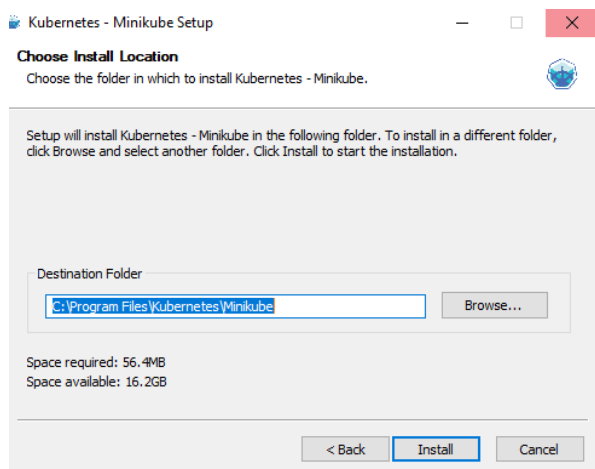 Kubernetes - Minikube Setup
Choose Install Location
Choose the folder in which to install Kubernetes - Minikube.
Setup will install Kubernetes - Minikube in the following folder. To install in a different folder,
click Browse and select another folder. Click Install to start the installation.
Destination Folder
C:\Program Files\Kubernetes\Minikube
Browse...
Space required: 56.4MB
Space available: 16.2GB
< Back
Install
Cancel